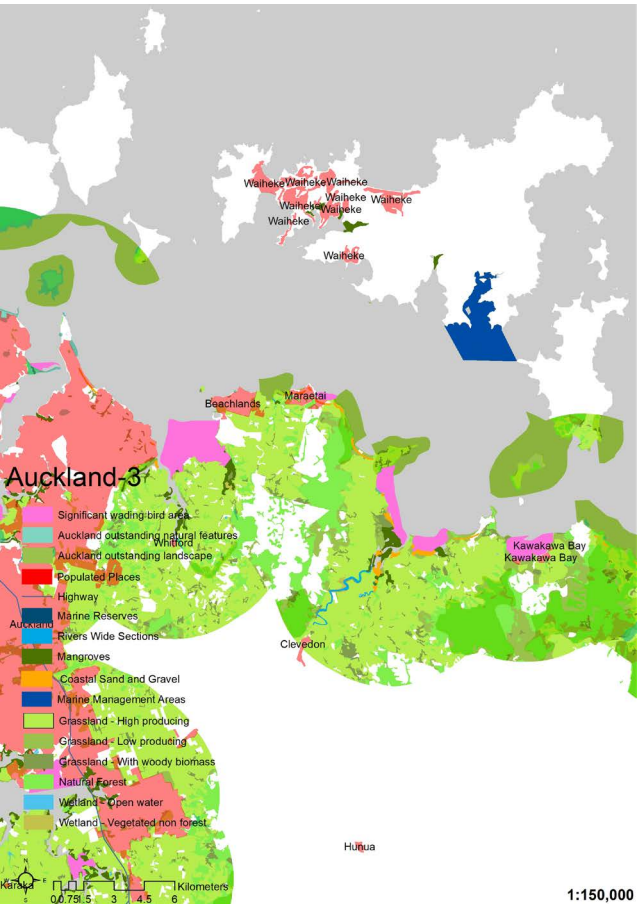 Waiheke Waiheke Waiheke
Waiheke Waiheke
Waiheke Waiheke
Waiheke
Waiheke
Maraetai
Beachlands
Auckland-3
Significant wading bird area
Auckland outstanding natural features
Whitford
Kawakawa Bay
Auckland outstanding landscape
Kawakawa Bay
Populated Places
Highway
Marine Reserves
Auckland
Rivers Wide Sections
Clevedon
Mangroves
Coastal Sand and Gravel
Marine Management Areas
Grassland - High producing
Grassland - Low producing
Grassland - With woody biomass
Natural Forest
Wetland - Open water
Wetland - Vegetated non forest
Hunua
N
W E
S
Karaka
Kilometers
0 0.75 1.5 3 4.5 6
1:150,000